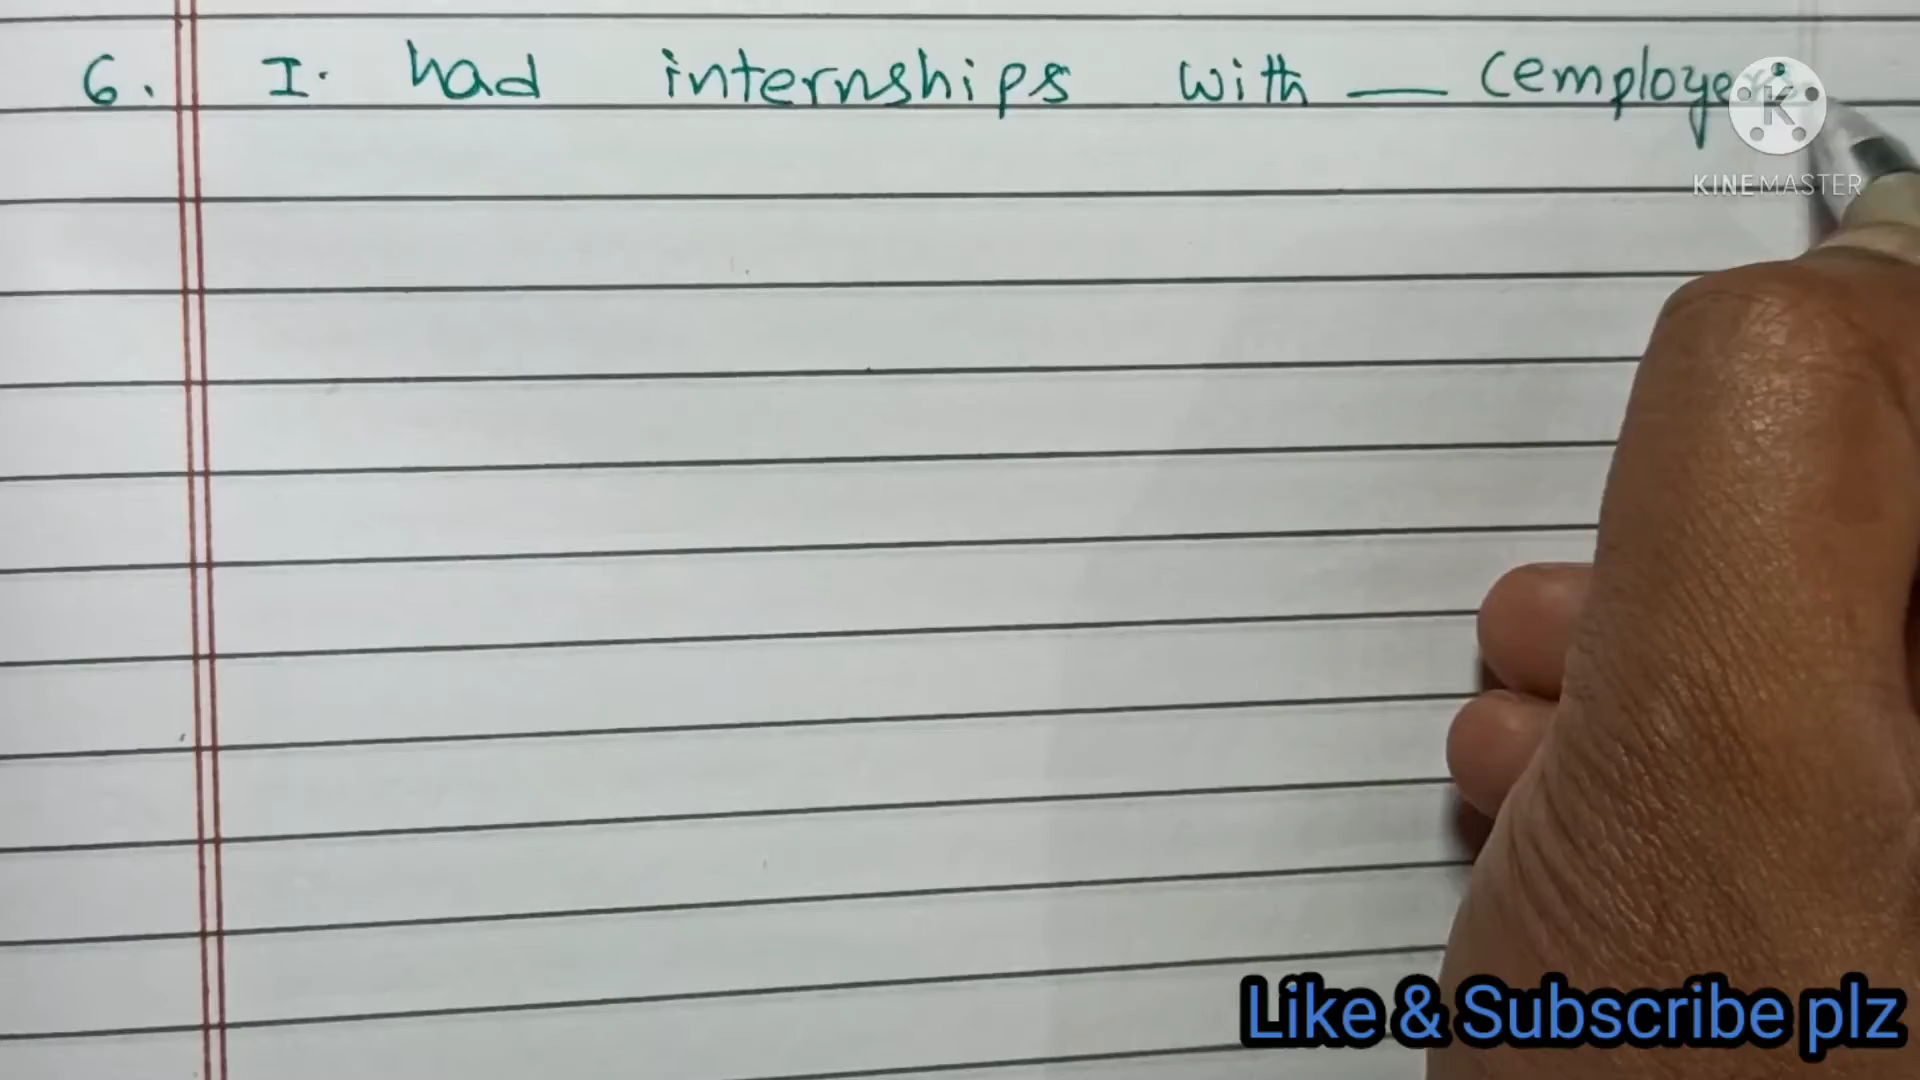 6. I. had internships with — (employe
KINEMASTER
Like & Subscribe plz